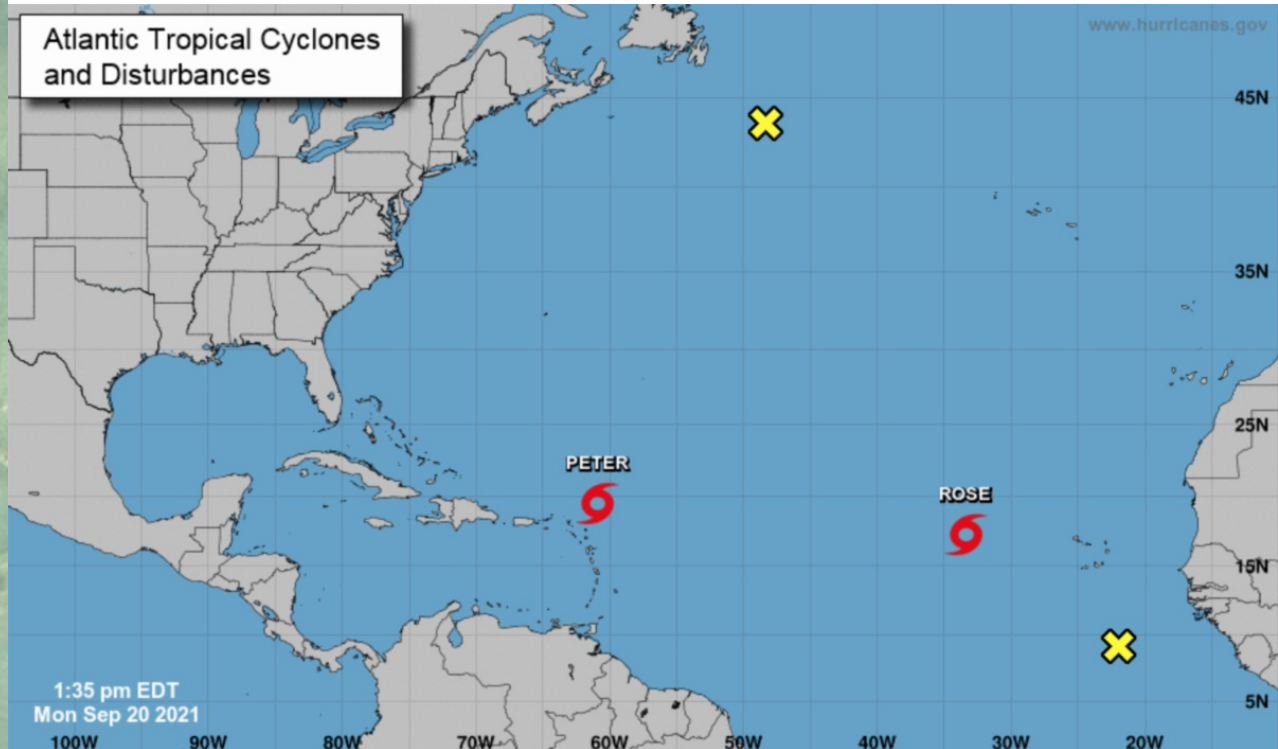 Atlantic Tropical Cyclones
and Disturbances
www.hurricanes.gov
45N
35N
25N
PETER
ROSE
15N
5N
1:35 pm EDT
Mon Sep 20 2021
100W 90W 80W 70W 60W 50W 40W 30W 20W